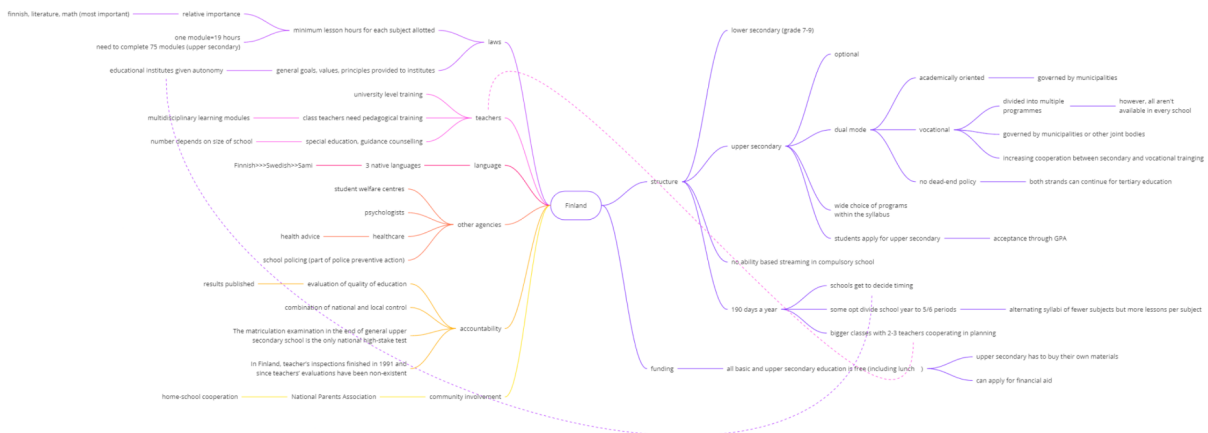 finnish, literature, math (most important)
relative importance
one module=19 hours
need to complete 75 modules (upper secondary)
minimum lesson hours for each subject allotted
laws
educational institutes given autonomy
general goals, values, principles provided to institutes
university level training
multidisciplinary learning modules
class teachers need pedagogical training
teachers
number depends on size of school
special education, guidance counselling
Finnish>>>Swedish>>Sami
3 native languages
language
student welfare centres
psychologists
other agencies
health advice
healthcare
school policing (part of police preventive action)
results published
evaluation of quality of education
combination of national and local control
accountability
The matriculation examination in the end of general upper
secondary school is the only national high-stake test
In Finland, teacher's inspections finished in 1991 and
since teachers' evaluations have been non-existent
home-school cooperation
National Parents Association
community involvement
Finland
structure
lower secondary (grade 7-9)
upper secondary
optional
dual mode
academically oriented
governed by municipalities
vocational
divided into multiple
programmes
however, all aren't
available in every school
governed by municipalities or other joint bodies
increasing cooperation between secondary and vocational trainging
no dead-end policy
both strands can continue for tertiary education
wide choice of programs
within the syllabus
students apply for upper secondary
acceptance through GPA
no ability based streaming in compulsory school
190 days a year
schools get to decide timing
some opt divide school year to 5/6 periods
alternating syllabi of fewer subjects but more lessons per subject
bigger classes with 2-3 teachers cooperating in planning
funding
all basic and upper secondary education is free (including lunch )
upper secondary has to buy their own materials
can apply for financial aid